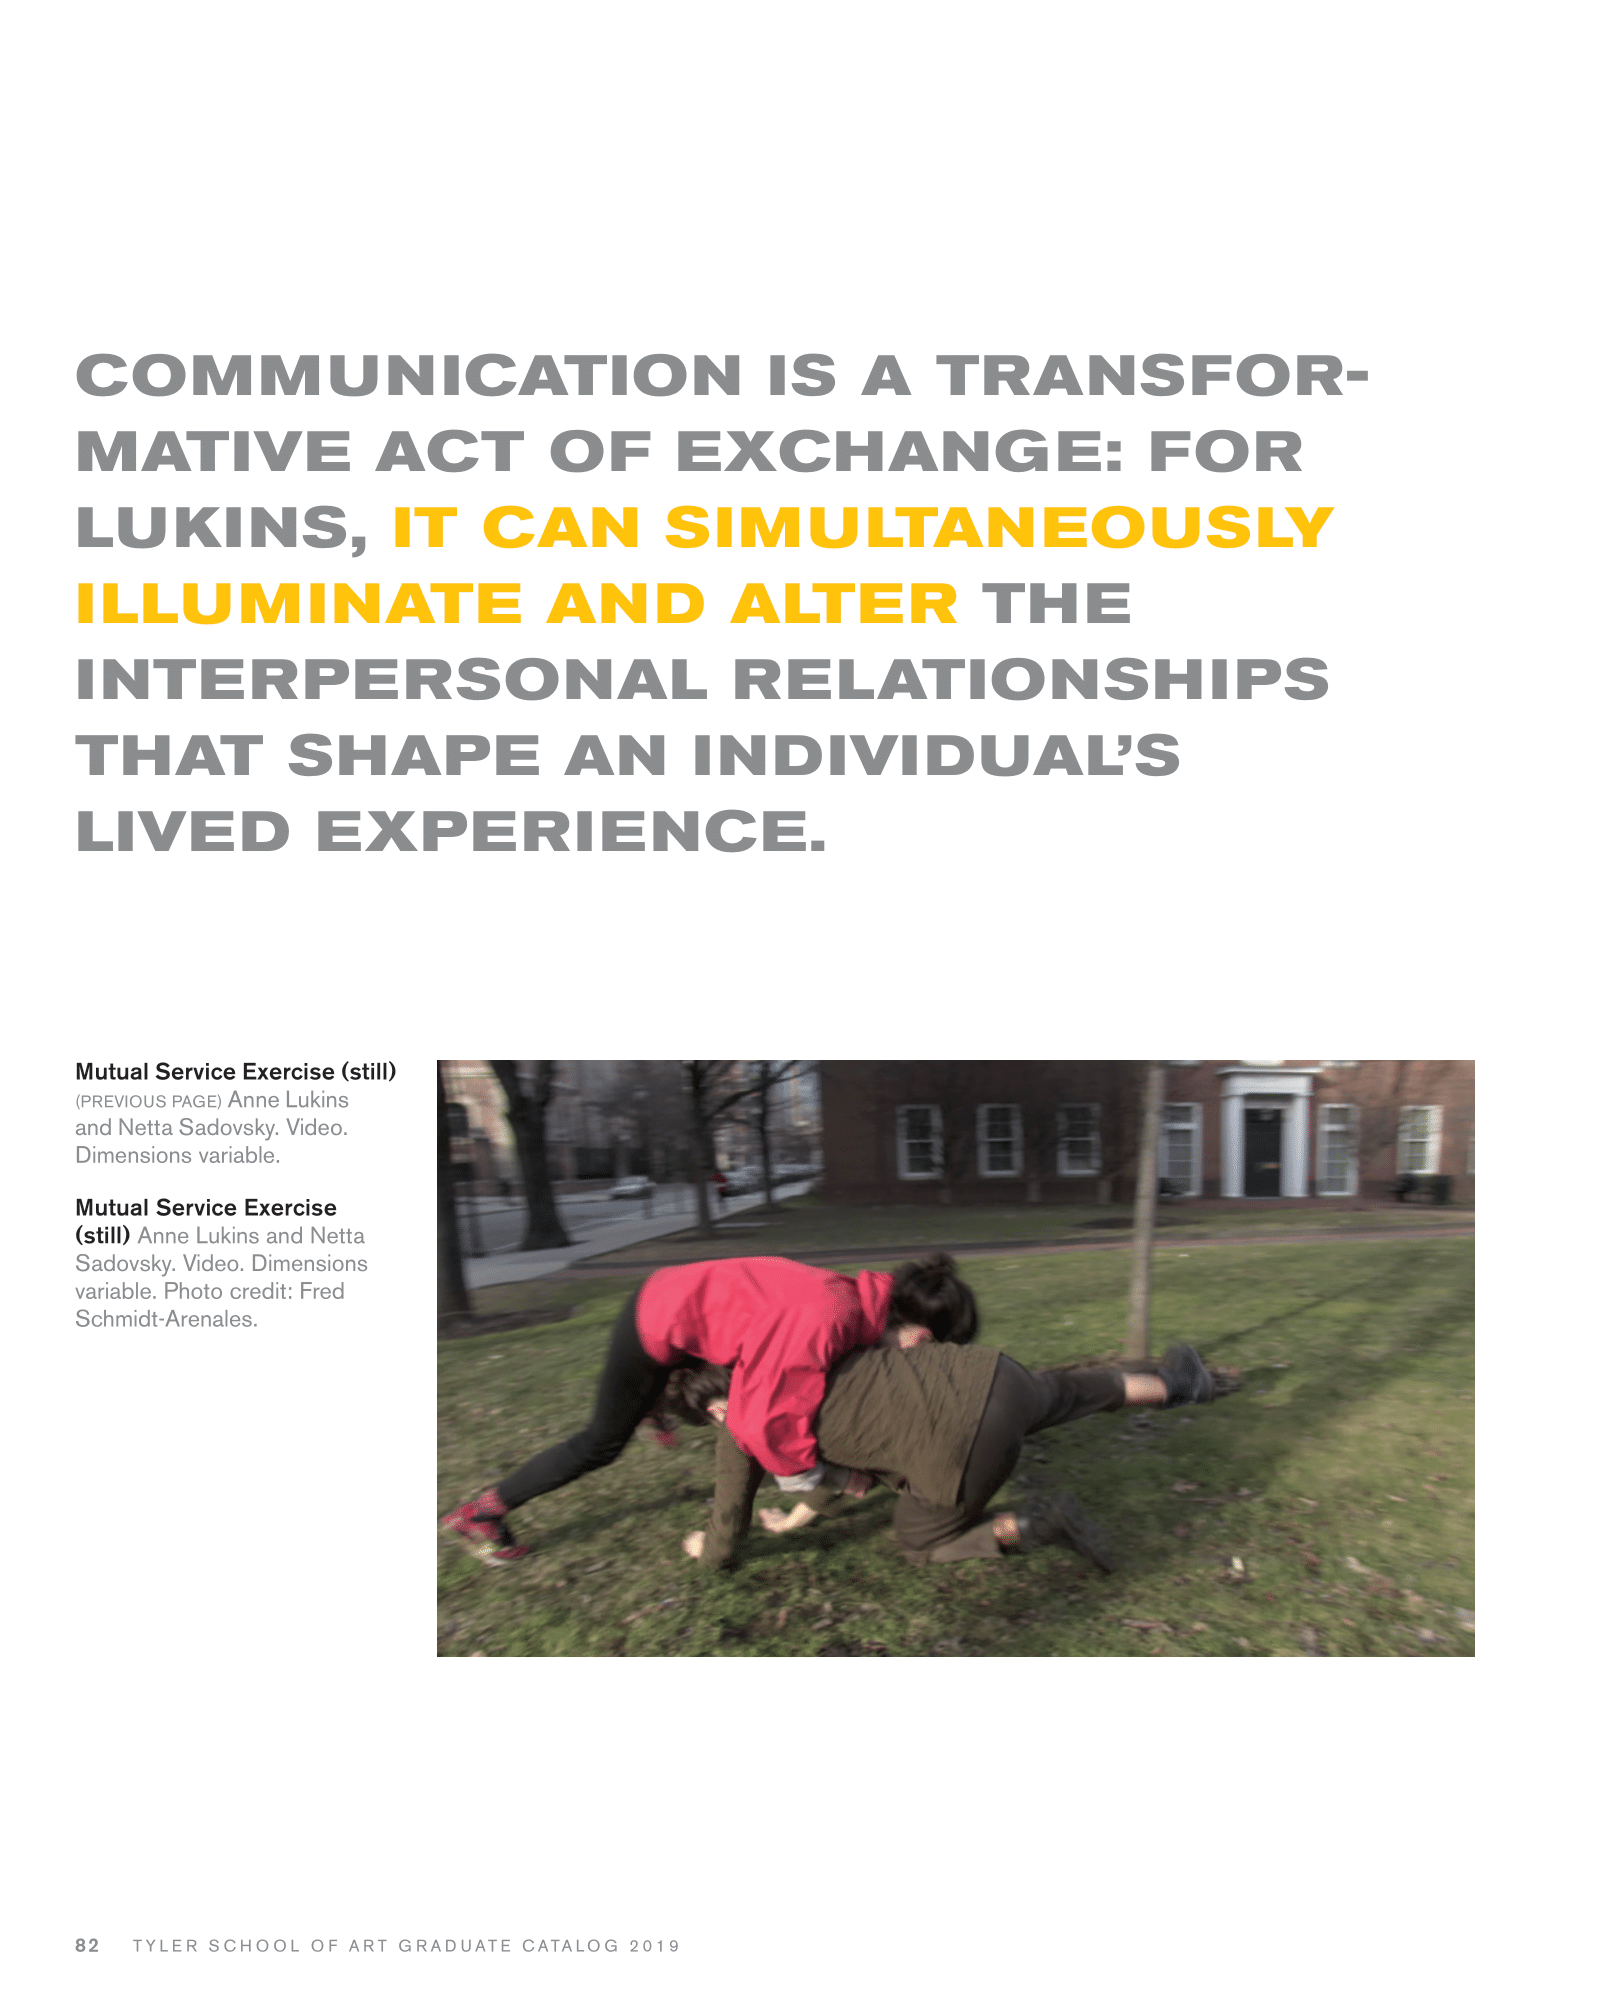 COMMUNICATION IS A TRANSFOR-
MATIVE ACT OF EXCHANGE: FOR
LUKINS, IT CAN SIMULTANEOUSLY
ILLUMINATE AND ALTER THE
INTERPERSONAL RELATIONSHIPS
THAT SHAPE AN INDIVIDUAL’S
LIVED EXPERIENCE.
Mutual Service Exercise (still)
(PREVIOUS PAGE) Anne Lukins
and Netta Sadovsky. Video.
Dimensions variable.
Mutual Service Exercise
(still) Anne Lukins and Netta
Sadovsky. Video. Dimensions
variable. Photo credit: Fred
Schmidt-Arenales.
82 TYLER SCHOOL OF ART GRADUATE CATALOG 2019